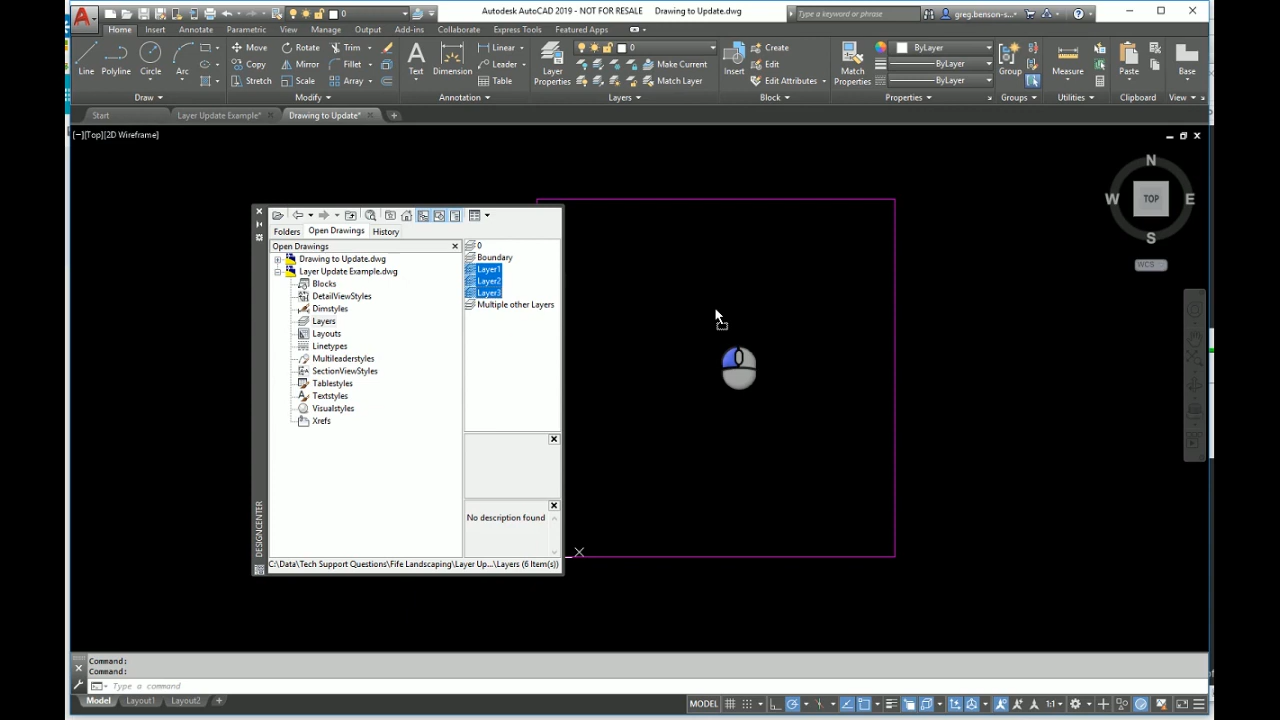 Autodesk AutoCAD 2019 - NOT FOR RESALE Drawing to Update.dwg
Type a keyword or phrase
greg.benson-s...
0
Home Insert Annotate Parametric View Manage Output Add-ins Collaborate Express Tools Featured Apps
Line Polyline Circle Arc
Move Rotate Trim
Copy Mirror Fillet
Stretch Scale Array
Text Dimension
Linear
Leader
Table
Layer Properties
0
Make Current
Match Layer
Insert
Create
Edit
Edit Attributes
Match Properties
ByLayer
ByLayer
ByLayer
Group Measure Paste Base
Draw Modify Annotation Layers Block Properties Groups Utilities Clipboard View
Start Layer Update Example* Drawing to Update*
[−][Top][2D Wireframe]
N
W TOP E
S
WCS
Folders Open Drawings History
Open Drawings
Drawing to Update.dwg
Layer Update Example.dwg
Blocks
DetailViewStyles
Dimstyles
Layers
Layouts
Linetypes
Multileaderstyles
SectionViewStyles
Tablestyles
Textstyles
Visualstyles
Xrefs
0
Boundary
Layer1
Layer2
Layer3
Multiple other Layers
No description found
DESIGNCENTER
C:\Data\Tech Support Questions\Fife Landscaping\Layer Up...\Layers (6 Item(s))
Command:
Command:
Type a command
Model Layout1 Layout2
MODEL
1:1